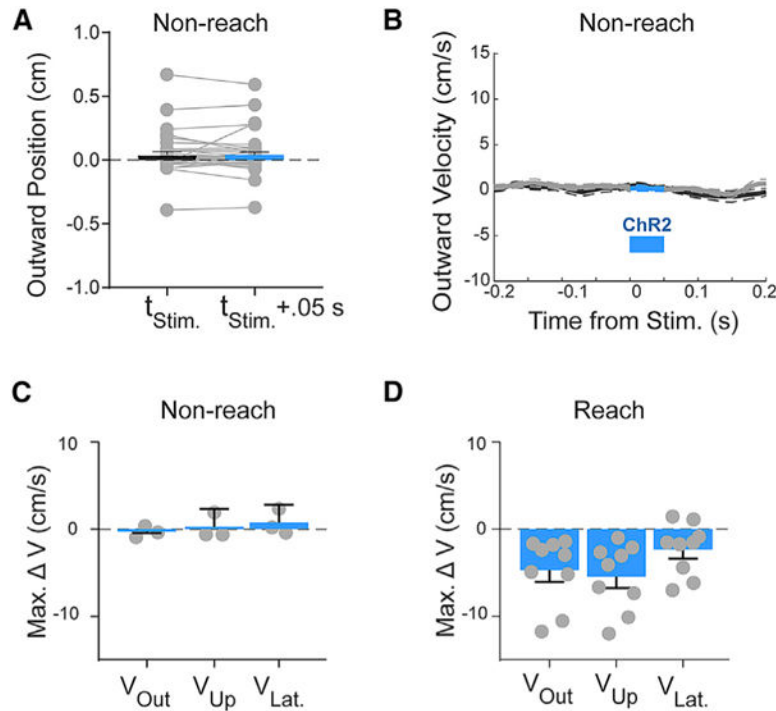 A
Non-reach
Outward Position (cm)
1.0
0.5
0.0
-0.5
-1.0
tStim.
tStim.+.05 s
B
Non-reach
Outward Velocity (cm/s)
15
10
5
0
-5
-10
ChR2
-0.2
-0.1
0
0.1
0.2
Time from Stim. (s)
C
Non-reach
Max. Δ V (cm/s)
10
0
-10
VOut
VUp
VLat.
D
Reach
Max. Δ V (cm/s)
10
0
-10
VOut
VUp
VLat.